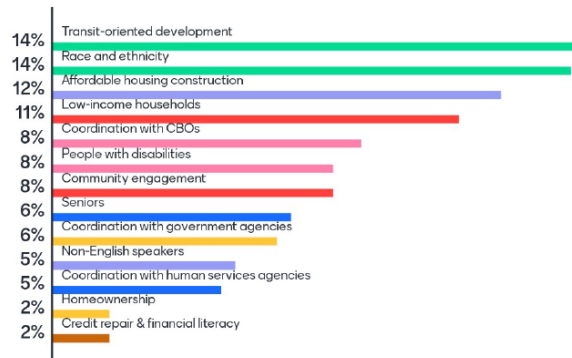 Transit-oriented development
14%
Race and ethnicity
14%
Affordable housing construction
12%
Low-income households
11%
Coordination with CBOs
8%
People with disabilities
8%
Community engagement
8%
Seniors
6%
Coordination with government agencies
6%
Non-English speakers
5%
Coordination with human services agencies
5%
Homeownership
2%
Credit repair & financial literacy
2%